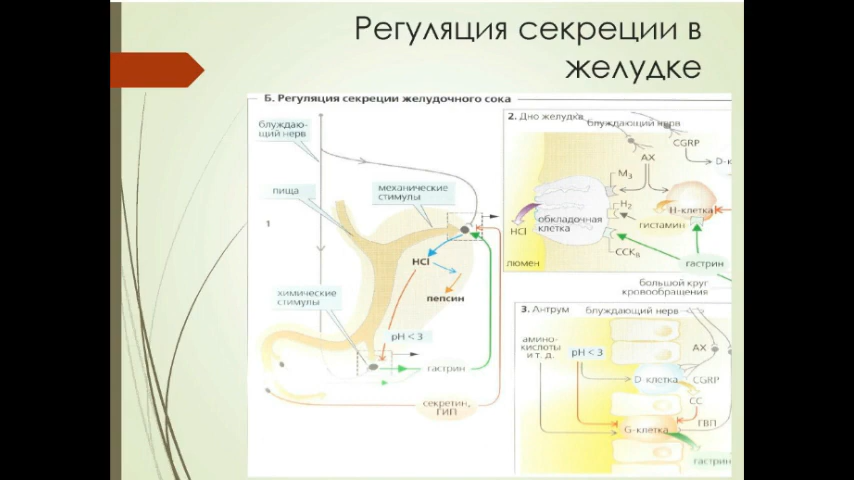 Регуляция секреции в
желудке
Б. Регуляция секреции желудочного сока
блуждаю-
щий нерв
пища
механические
стимулы
1
HCl
пепсин
химические
стимулы
pH < 3
гастрин
секретин,
ГИП
2. Дно желудка
блуждающий нерв
CGRP
D-к
АХ
M3
H2
H-клетка
гистамин
обкладочная
клетка
HCl
CCKB
люмен
гастрин
большой круг
кровообращения
3. Антрум
блуждающий нерв
амино-
кислоты
и т. д.
pH < 3
АХ
D-клетка
CGRP
СС
ГВП
G-клетка
гастрин